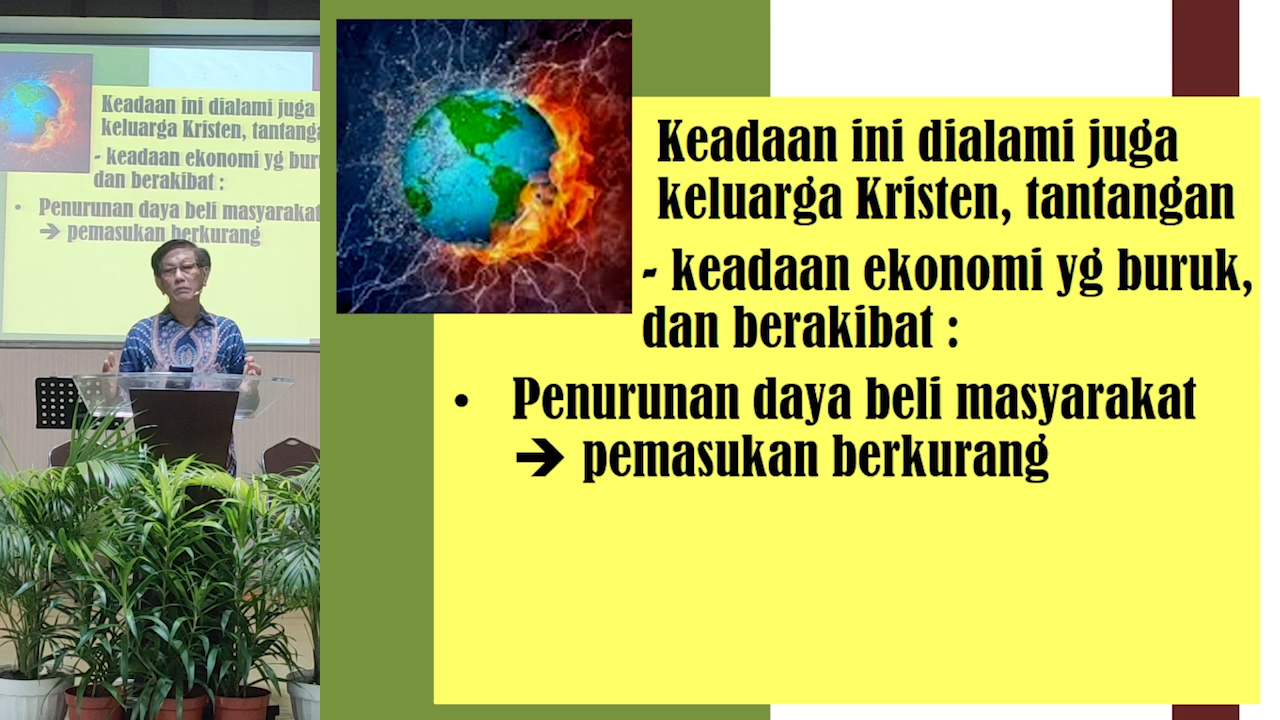 Keadaan ini dialami juga
keluarga Kristen, tantanga
- keadaan ekonomi yg buru
dan berakibat :
• Penurunan daya beli masyarakat
➔ pemasukan berkurang
Keadaan ini dialami juga
keluarga Kristen, tantangan
- keadaan ekonomi yg buruk,
dan berakibat :
• Penurunan daya beli masyarakat
➔ pemasukan berkurang